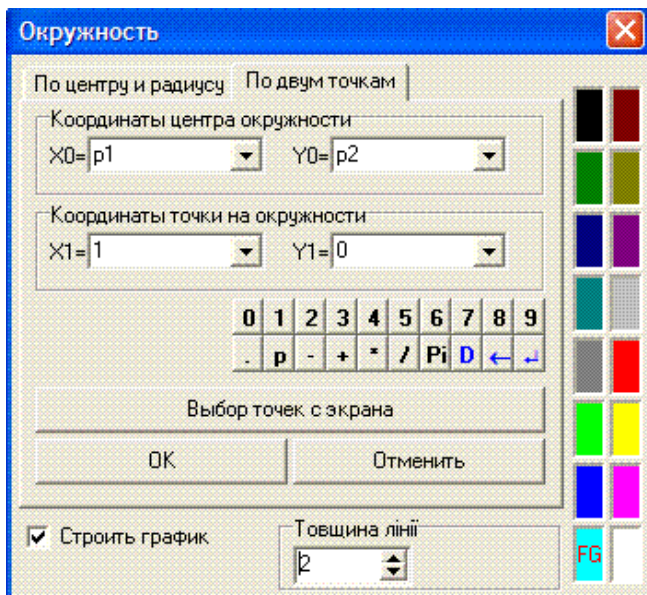 Окружность
По центру и радиусу По двум точкам
Координаты центра окружности
X0= p1 Y0= p2
Координаты точки на окружности
X1= 1 Y1= 0
0 1 2 3 4 5 6 7 8 9
. p - + * / Pi D ← ↵
Выбор точек с экрана
ОК Отменить
Строить график Товщина лінії
2
FG